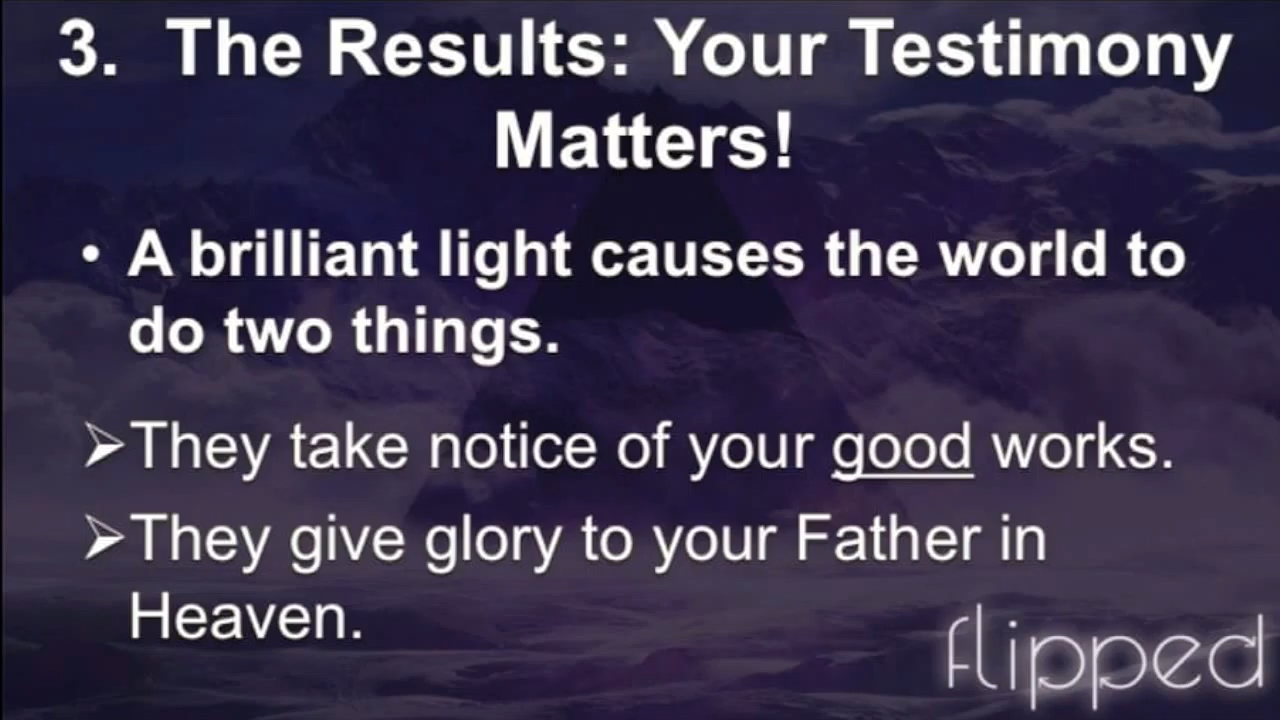 3. The Results: Your Testimony
Matters!
• A brilliant light causes the world to
do two things.
➢They take notice of your good works.
➢They give glory to your Father in
Heaven.
flipped